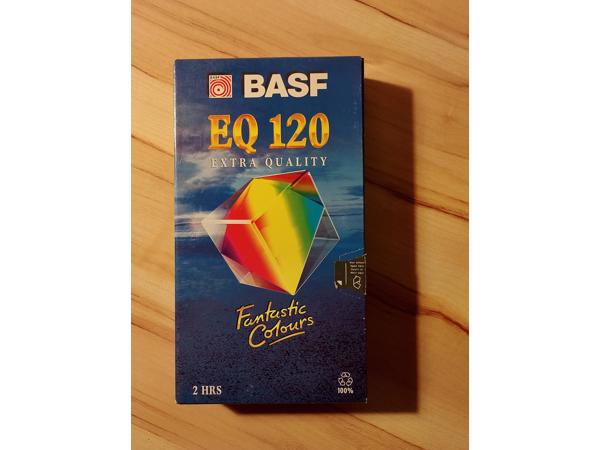 BASF
EQ 120
EXTRA QUALITY
Fantastic
Colours
2 HRS
100%